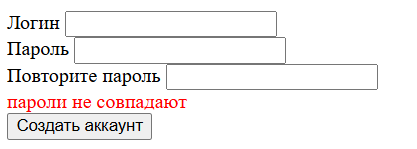 Логин
Пароль
Повторите пароль
пароли не совпадают
Создать аккаунт